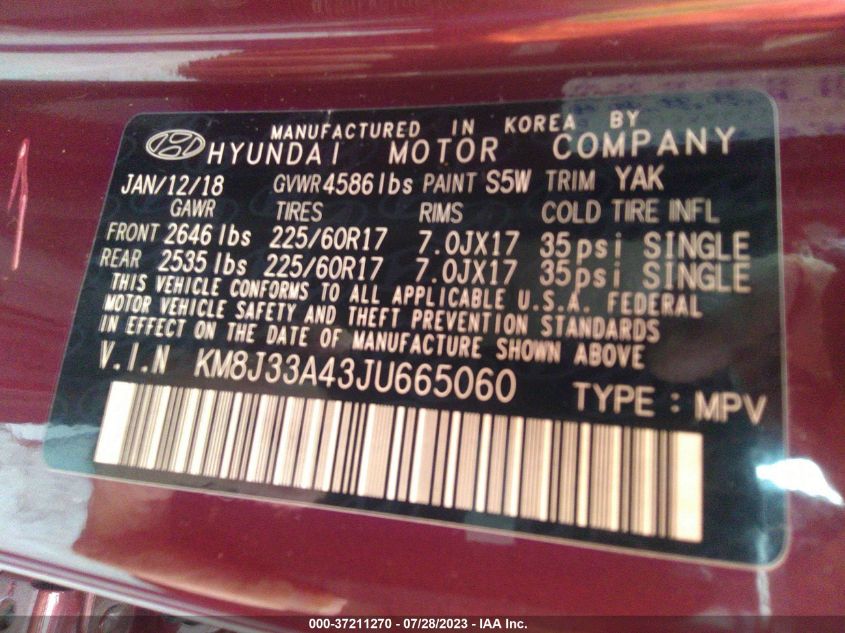 MANUFACTURED IN KOREA BY
HYUNDAI MOTOR COMPANY
JAN/12/18 GVWR 4586 lbs PAINT S5W TRIM YAK
GAWR TIRES RIMS COLD TIRE INFL
FRONT 2646 lbs 225/60R17 7.0JX17 35psi SINGLE
REAR 2535 lbs 225/60R17 7.0JX17 35psi SINGLE
THIS VEHICLE CONFORMS TO ALL APPLICABLE U.S.A. FEDERAL
MOTOR VEHICLE SAFETY AND THEFT PREVENTION STANDARDS
IN EFFECT ON THE DATE OF MANUFACTURE SHOWN ABOVE
V.I.N KM8J33A43JU665060 TYPE : MPV
000-37211270 / 07/28/2023 - IAA Inc.